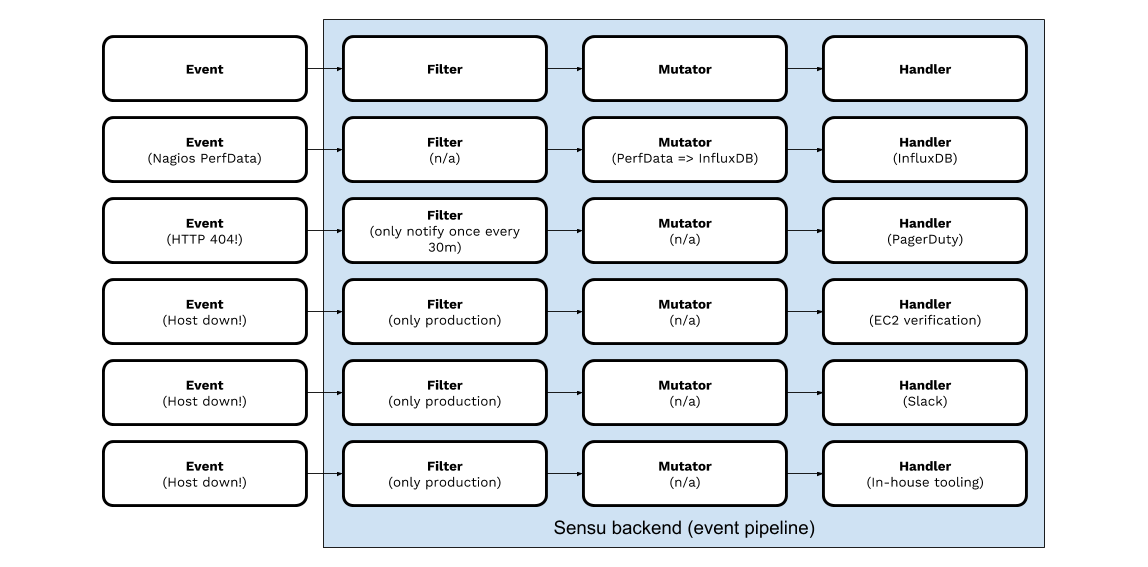 Event
Filter
Mutator
Handler
Event
(Nagios PerfData)
Filter
(n/a)
Mutator
(PerfData => InfluxDB)
Handler
(InfluxDB)
Event
(HTTP 404!)
Filter
(only notify once every
30m)
Mutator
(n/a)
Handler
(PagerDuty)
Event
(Host down!)
Filter
(only production)
Mutator
(n/a)
Handler
(EC2 verification)
Event
(Host down!)
Filter
(only production)
Mutator
(n/a)
Handler
(Slack)
Event
(Host down!)
Filter
(only production)
Mutator
(n/a)
Handler
(In-house tooling)
Sensu backend (event pipeline)